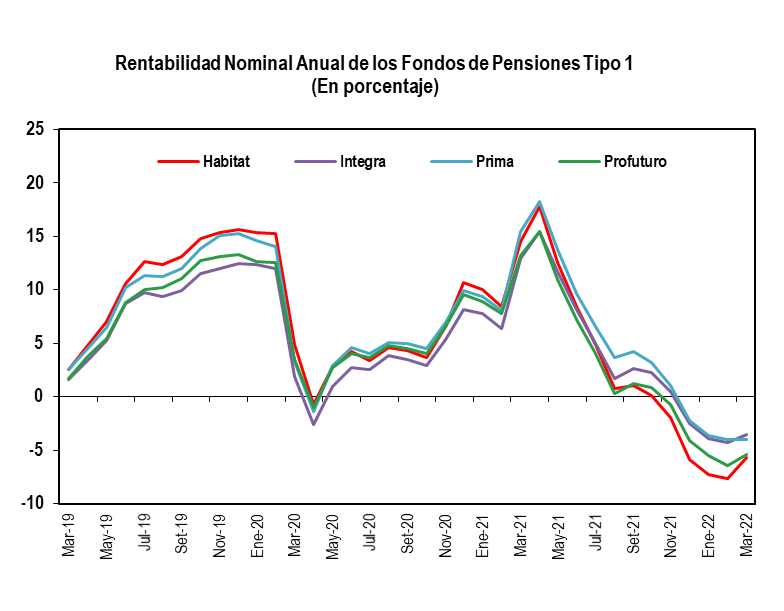 Rentabilidad Nominal Anual de los Fondos de Pensiones Tipo 1
(En porcentaje)
25
Habitat Integra Prima Profuturo
20
15
10
5
0
-5
-10
Mar-19 May-19 Jul-19 Set-19 Nov-19 Ene-20 Mar-20 May-20 Jul-20 Set-20 Nov-20 Ene-21 Mar-21 May-21 Jul-21 Set-21 Nov-21 Ene-22 Mar-22